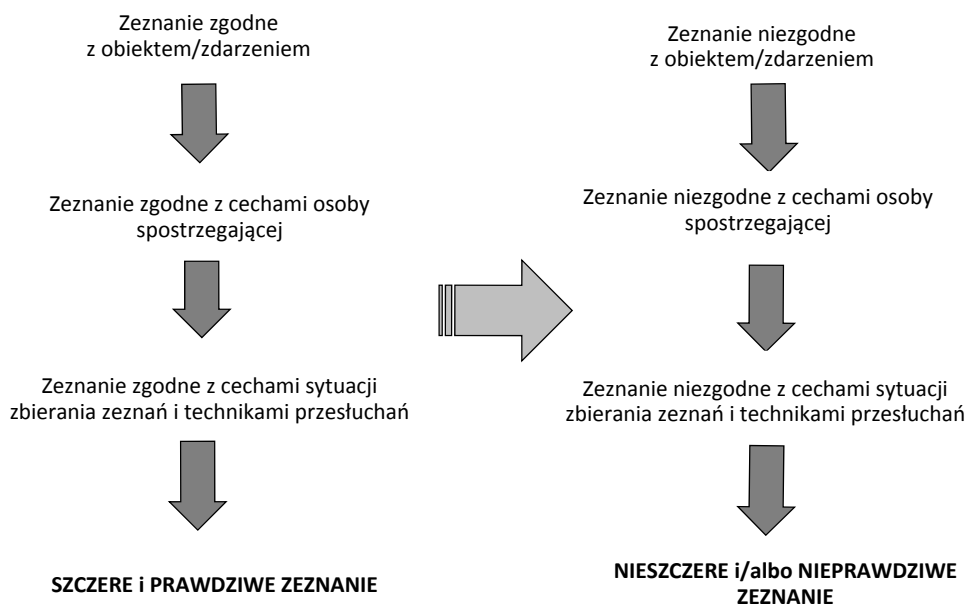 Zeznanie zgodne
z obiektem/zdarzeniem
Zeznanie zgodne z cechami osoby
spostrzegającej
Zeznanie zgodne z cechami sytuacji
zbierania zeznań i technikami przesłuchań
SZCZERE i PRAWDZIWE ZEZNANIE
Zeznanie niezgodne
z obiektem/zdarzeniem
Zeznanie niezgodne z cechami osoby
spostrzegającej
Zeznanie niezgodne z cechami sytuacji
zbierania zeznań i technikami przesłuchań
NIESZCZERE i/albo NIEPRAWDZIWE
ZEZNANIE